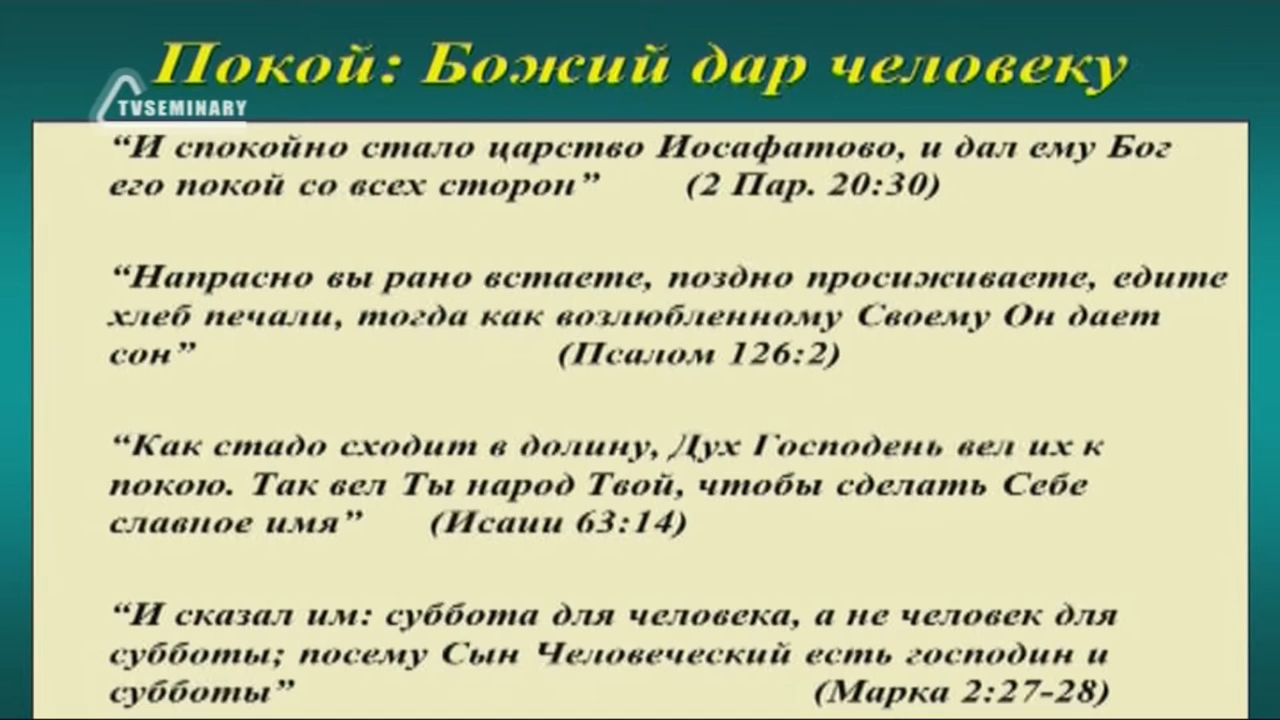 Покой: Божий дар человеку
TVSEMINARY
“И спокойно стало царство Иосафатово, и дал ему Бог
его покой со всех сторон” (2 Пар. 20:30)
“Напрасно вы рано встаете, поздно просиживаете, едите
хлеб печали, тогда как возлюбленному Своему Он дает
сон” (Псалом 126:2)
“Как стадо сходит в долину, Дух Господень вел их к
покою. Так вел Ты народ Твой, чтобы сделать Себе
славное имя” (Исаии 63:14)
“И сказал им: суббота для человека, а не человек для
субботы; посему Сын Человеческий есть господин и
субботы” (Марка 2:27-28)